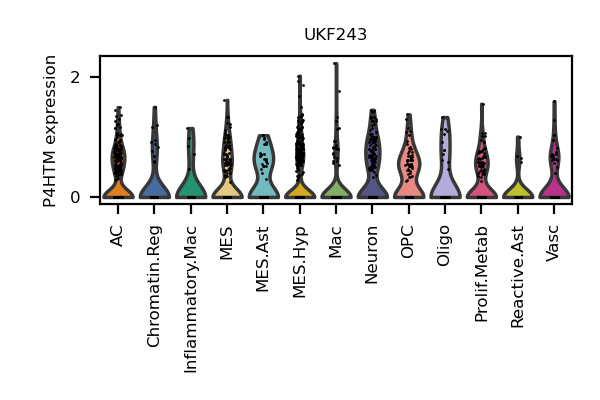 UKF243
P4HTM expression
2
0
AC
Chromatin.Reg
Inflammatory.Mac
MES
MES.Ast
MES.Hyp
Mac
Neuron
OPC
Oligo
Prolif.Metab
Reactive.Ast
Vasc